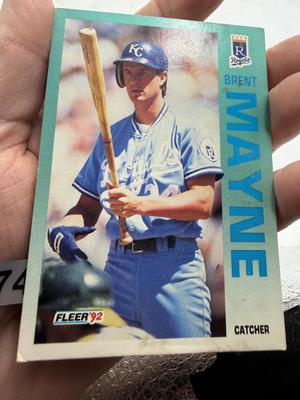 KC
R
Royals
BRENT
MAYNE
FLEER '92
CATCHER